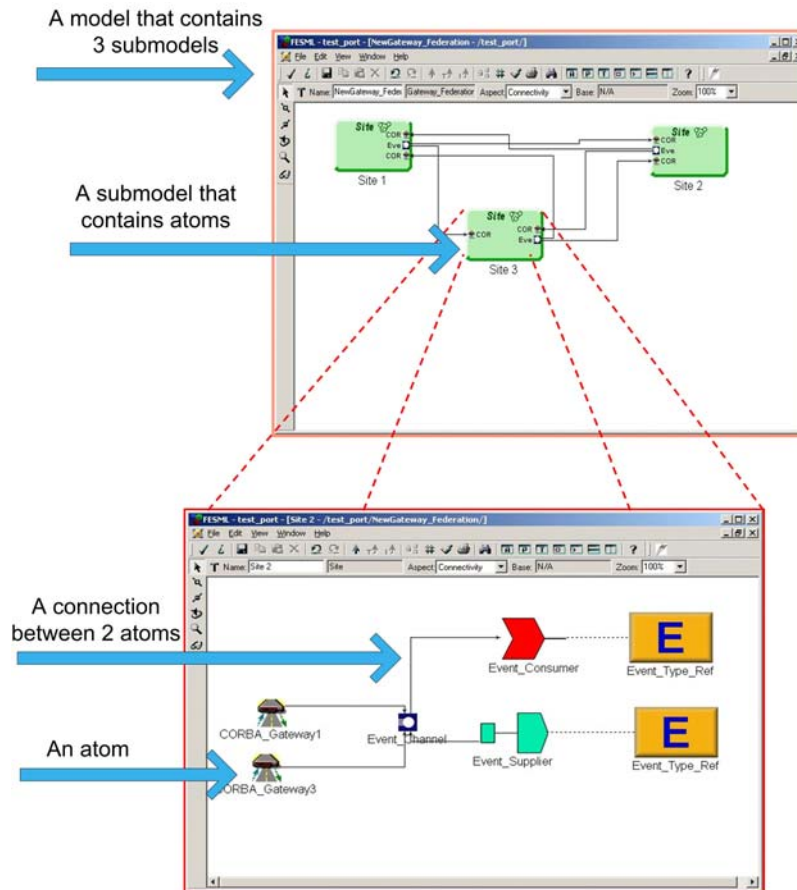 A model that contains
3 submodels
FESML - test_port - [NewGateway_Federation - /test_port/]
File Edit View Window Help
Name: NewGateway_Feder Gateway_Federation Aspect: Connectivity Base: N/A Zoom: 100%
Site
COR
Eve
COR
Site 1
Site
COR
Eve
COR
Site 2
A submodel that
contains atoms
Site
COR
COR
Eve
Site 3
FESML - test_port - [Site 2 - /test_port/NewGateway_Federation/]
File Edit View Window Help
Name: Site 2 Site Aspect: Connectivity Base: N/A Zoom: 100%
A connection
between 2 atoms
E
Event_Consumer
Event_Type_Ref
CORBA_Gateway1
Event_Channel
E
An atom
Event_Supplier
Event_Type_Ref
CORBA_Gateway3